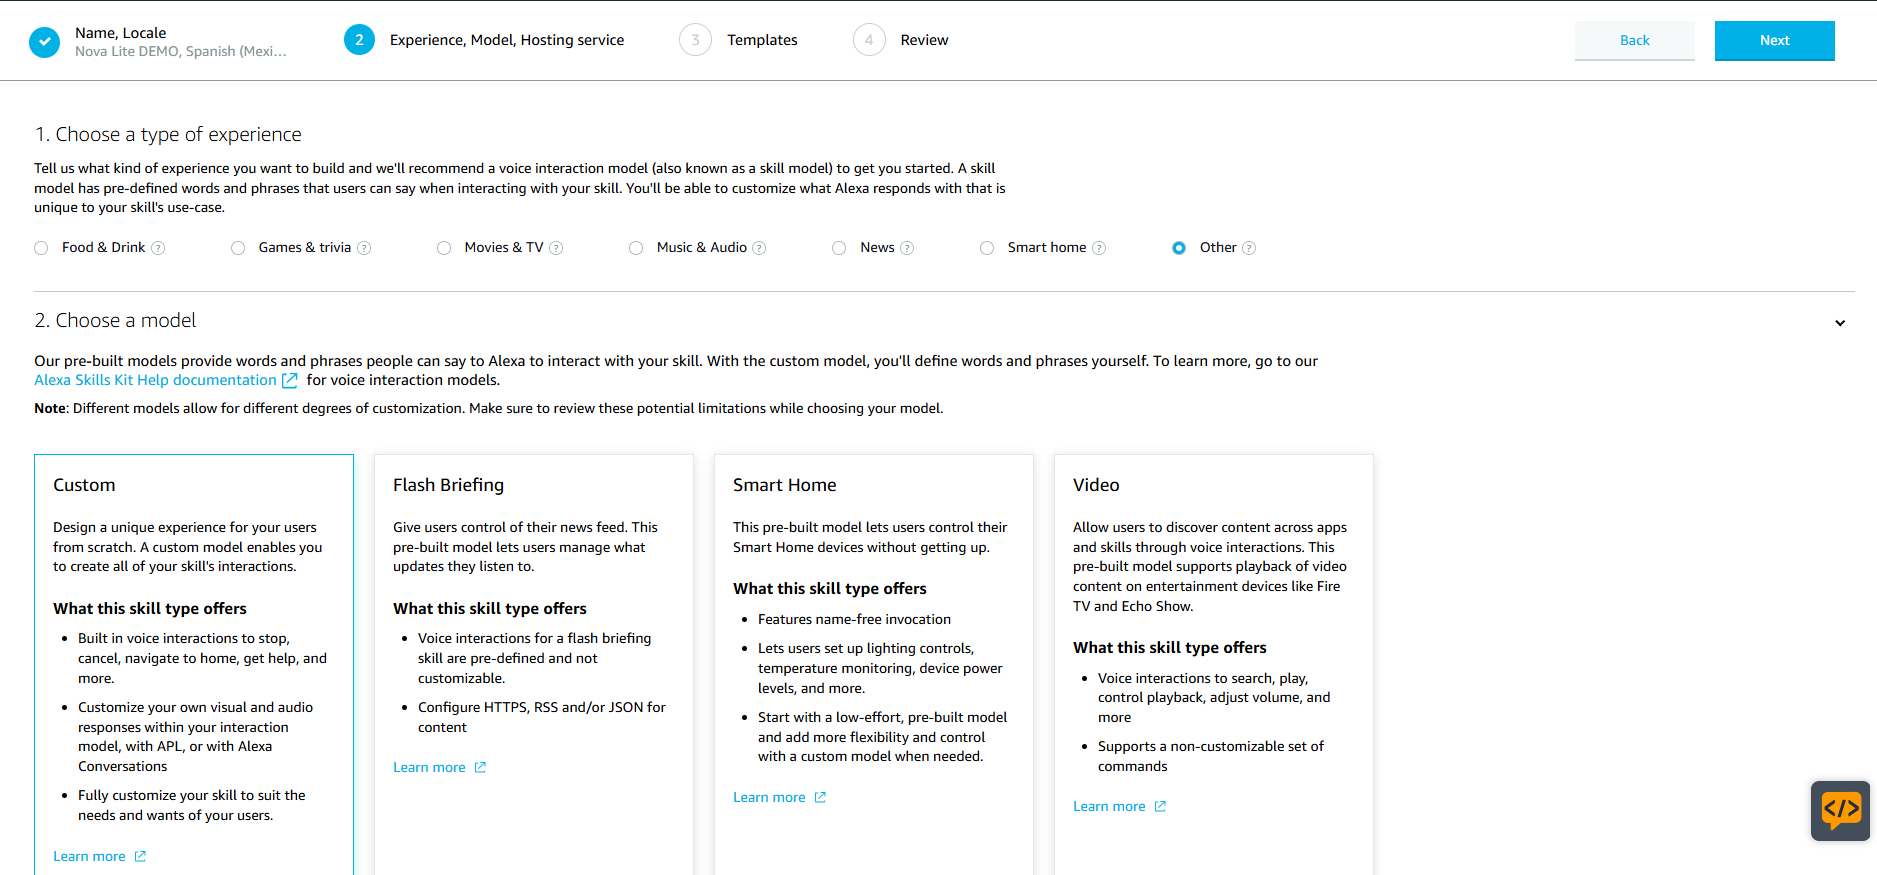 Name, Locale
Nova Lite DEMO, Spanish (Mexi...
2
Experience, Model, Hosting service
3
Templates
4
Review
Back
Next
1. Choose a type of experience
Tell us what kind of experience you want to build and we'll recommend a voice interaction model (also known as a skill model) to get you started. A skill
model has pre-defined words and phrases that users can say when interacting with your skill. You'll be able to customize what Alexa responds with that is
unique to your skill's use-case.
Food & Drink ?
Games & trivia ?
Movies & TV ?
Music & Audio ?
News ?
Smart home ?
Other ?
2. Choose a model
Our pre-built models provide words and phrases people can say to Alexa to interact with your skill. With the custom model, you'll define words and phrases yourself. To learn more, go to our
Alexa Skills Kit Help documentation for voice interaction models.
Note: Different models allow for different degrees of customization. Make sure to review these potential limitations while choosing your model.
Custom
Design a unique experience for your users
from scratch. A custom model enables you
to create all of your skill's interactions.
What this skill type offers
• Built in voice interactions to stop,
cancel, navigate to home, get help, and
more.
• Customize your own visual and audio
responses within your interaction
model, with APL, or with Alexa
Conversations
• Fully customize your skill to suit the
needs and wants of your users.
Learn more
Flash Briefing
Give users control of their news feed. This
pre-built model lets users manage what
updates they listen to.
What this skill type offers
• Voice interactions for a flash briefing
skill are pre-defined and not
customizable.
• Configure HTTPS, RSS and/or JSON for
content
Learn more
Smart Home
This pre-built model lets users control their
Smart Home devices without getting up.
What this skill type offers
• Features name-free invocation
• Lets users set up lighting controls,
temperature monitoring, device power
levels, and more.
• Start with a low-effort, pre-built model
and add more flexibility and control
with a custom model when needed.
Learn more
Video
Allow users to discover content across apps
and skills through voice interactions. This
pre-built model supports playback of video
content on entertainment devices like Fire
TV and Echo Show.
What this skill type offers
• Voice interactions to search, play,
control playback, adjust volume, and
more
• Supports a non-customizable set of
commands
Learn more
</>